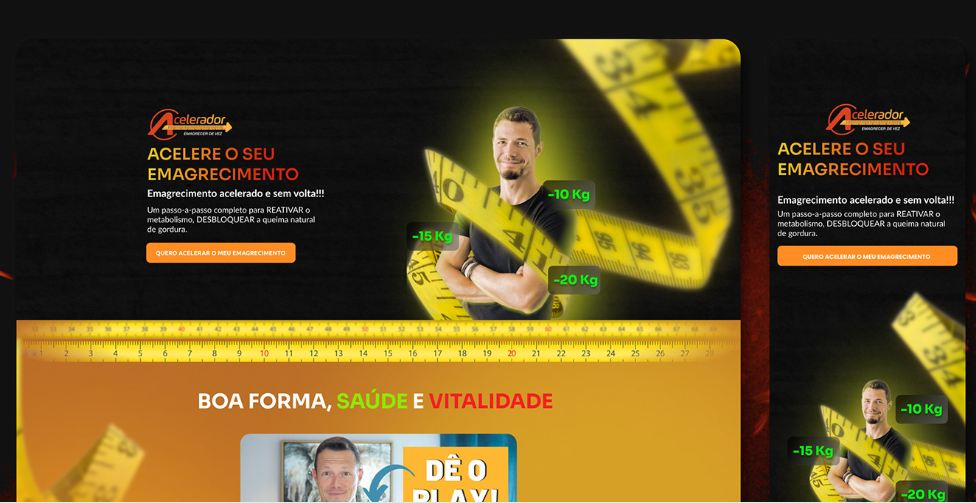 Acelerador
EMAGRECER DE VEZ
ACELERE O SEU
EMAGRECIMENTO
Emagrecimento acelerado e sem volta!!!
Um passo-a-passo completo para REATIVAR o
metabolismo, DESBLOQUEAR a queima natural
de gordura.
QUERO ACELERAR O MEU EMAGRECIMENTO
-10 Kg
-15 Kg
-20 Kg
2 3 4 5 6 7 8 9 10 11 12 13 14 15 16 17 18 19 20 21 22 23 24 25 26 27 28
BOA FORMA, SAÚDE E VITALIDADE
DÊ O
PLAY!
Acelerador
EMAGRECER DE VEZ
ACELERE O SEU
EMAGRECIMENTO
Emagrecimento acelerado e sem volta!!!
Um passo-a-passo completo para REATIVAR o
metabolismo, DESBLOQUEAR a queima natural
de gordura.
QUERO ACELERAR O MEU EMAGRECIMENTO
-10 Kg
-15 Kg
-20 Kg